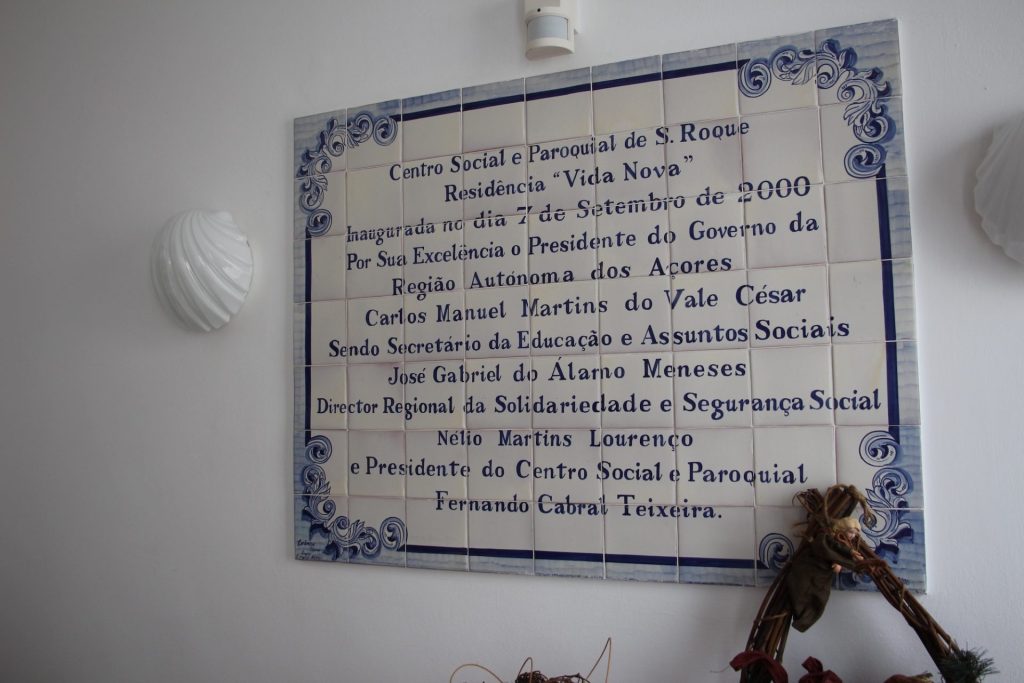 Centro Social e Paroquial de S. Roque
Residência "Vida Nova"
Inaugurada no dia 7 de Setembro de 2000
Por Sua Excelência o Presidente do Governo da
Região Autónoma dos Açores
Carlos Manuel Martins do Vale César
Sendo Secretário da Educação e Assuntos Sociais
José Gabriel do Álamo Meneses
Director Regional da Solidariedade e Segurança Social
Nélio Martins Lourenço
e Presidente do Centro Social e Paroquial
Fernando Cabral Teixeira.